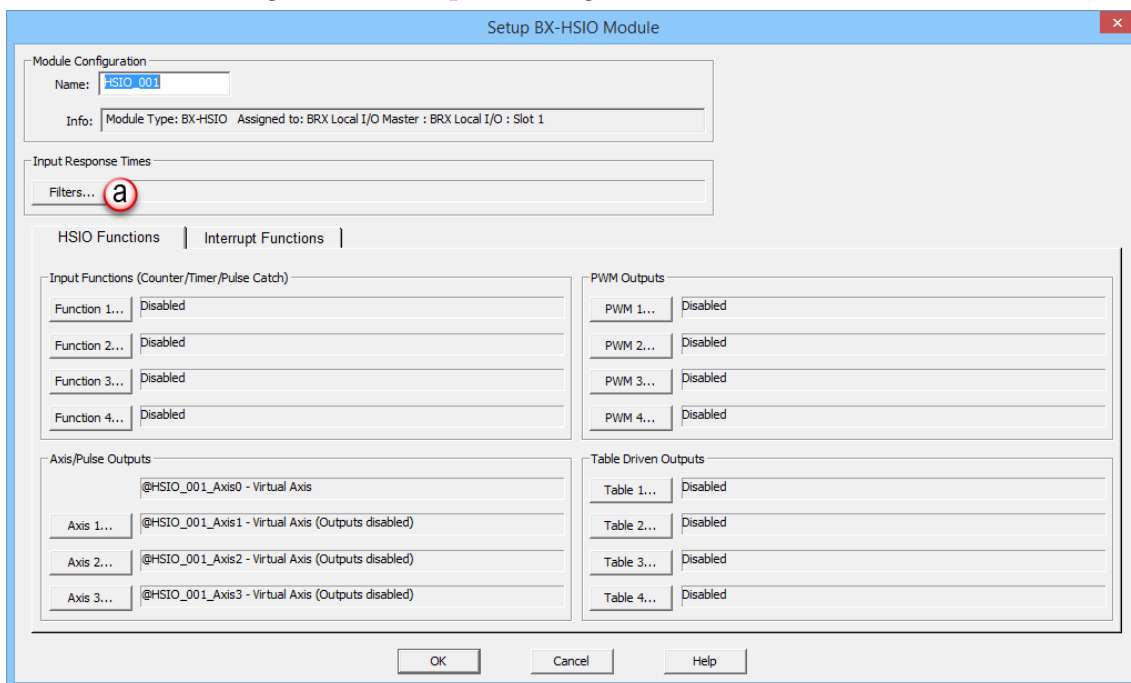 Setup BX-HSIO Module
Module Configuration
Name: HSIO_001
Info: Module Type: BX-HSIO Assigned to: BRX Local I/O Master : BRX Local I/O : Slot 1
Input Response Times
Filters... a
HSIO Functions Interrupt Functions
Input Functions (Counter/Timer/Pulse Catch)
Function 1... Disabled
Function 2... Disabled
Function 3... Disabled
Function 4... Disabled
PWM Outputs
PWM 1... Disabled
PWM 2... Disabled
PWM 3... Disabled
PWM 4... Disabled
Axis/Pulse Outputs
@HSIO_001_Axis0 - Virtual Axis
Axis 1... @HSIO_001_Axis1 - Virtual Axis (Outputs disabled)
Axis 2... @HSIO_001_Axis2 - Virtual Axis (Outputs disabled)
Axis 3... @HSIO_001_Axis3 - Virtual Axis (Outputs disabled)
Table Driven Outputs
Table 1... Disabled
Table 2... Disabled
Table 3... Disabled
Table 4... Disabled
OK Cancel Help